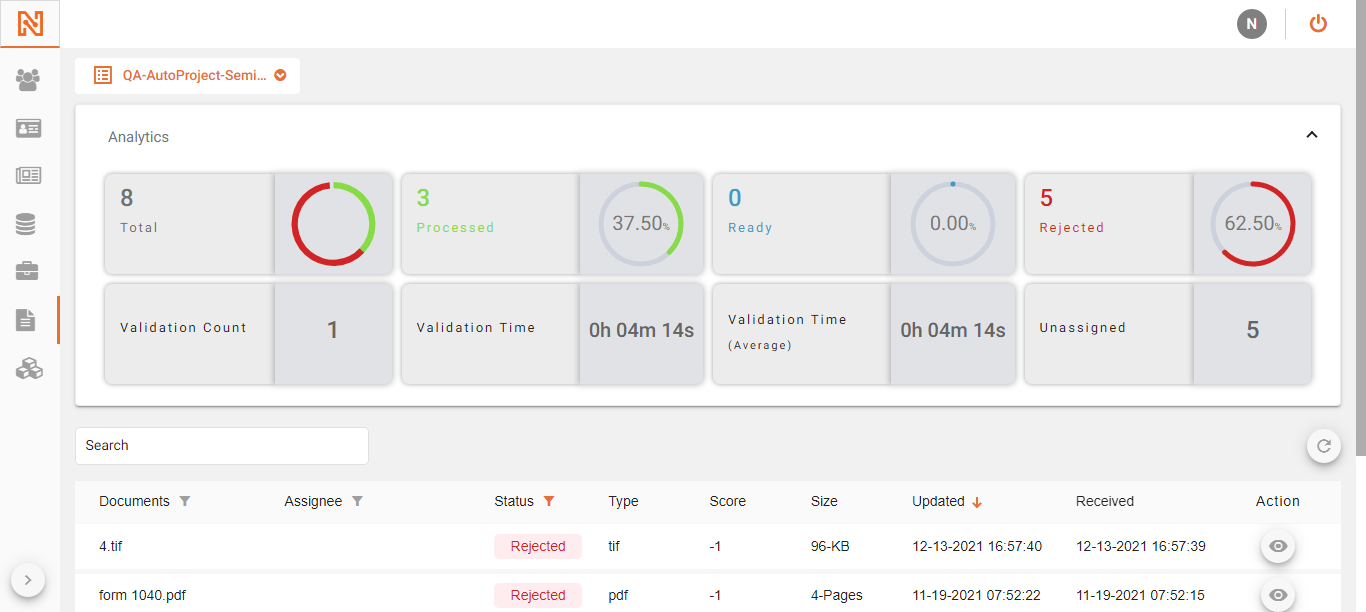 N
QA-AutoProject-Semi...
Analytics
8
Total
3
Processed
37.50%
0
Ready
0.00%
5
Rejected
62.50%
Validation Count
1
Validation Time
0h 04m 14s
Validation Time
(Average)
0h 04m 14s
Unassigned
5
Search
Documents Assignee Status Type Score Size Updated Received Action
4.tif Rejected tif -1 96-KB 12-13-2021 16:57:40 12-13-2021 16:57:39
form 1040.pdf Rejected pdf -1 4-Pages 11-19-2021 07:52:22 11-19-2021 07:52:15